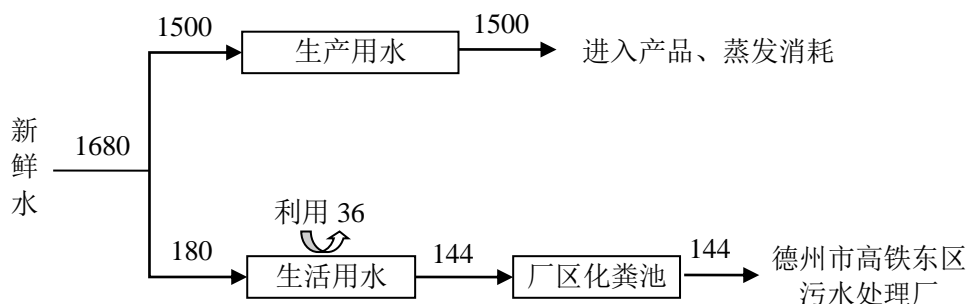 1500
生产用水
1500
进入产品、蒸发消耗
新
鲜
水
1680
利用 36
180
生活用水
144
厂区化粪池
144
德州市高铁东区
污水处理厂